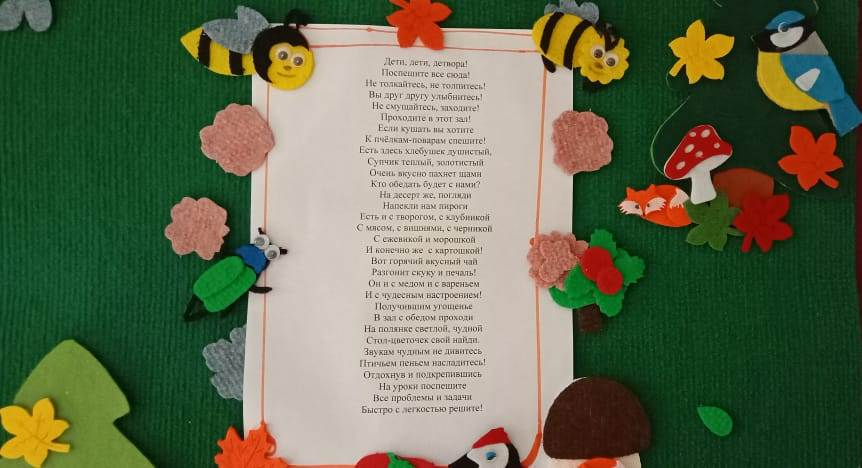 Дети, дети, детвора!
Поспешите все сюда!
Не толкайтесь, не толпитесь!
Вы друг другу улыбнитесь!
Не смущайтесь, заходите!
Проходите в этот зал!
Если кушать вы хотите
К пчёлкам-поварам спешите!
Есть здесь хлебушек душистый,
Супчик теплый, золотистый
Очень вкусно пахнет щами
Кто обедать будет с нами?
На десерт же, погляди
Напекли нам пироги
Есть и с творогом, с клубникой
С мясом, с вишнями, с черникой
С ежевикой и морошкой
И конечно же с картошкой!
Вот горячий вкусный чай
Разгонит скуку и печаль!
Он и с медом и с вареньем
И с чудесным настроением!
Получившим угощенье
В зал с обедом проходи
На полянке светлой, чудной
Стол-цветочек свой найди.
Звукам чудным не дивитесь
Птичьем пеньем насладитесь!
Отдохнув и подкрепившись
На уроки поспешите
Все проблемы и задачи
Быстро с легкостью решите!